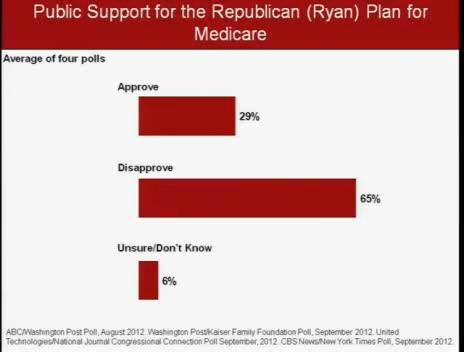 Public Support for the Republican (Ryan) Plan for
Medicare
Average of four polls
Approve
29%
Disapprove
65%
Unsure/Don't Know
6%
ABC/Washington Post Poll, August 2012. Washington Post/Kaiser Family Foundation Poll, September 2012. United
Technologies/National Journal Congressional Connection Poll September, 2012. CBS News/New York Times Poll, September 2012.